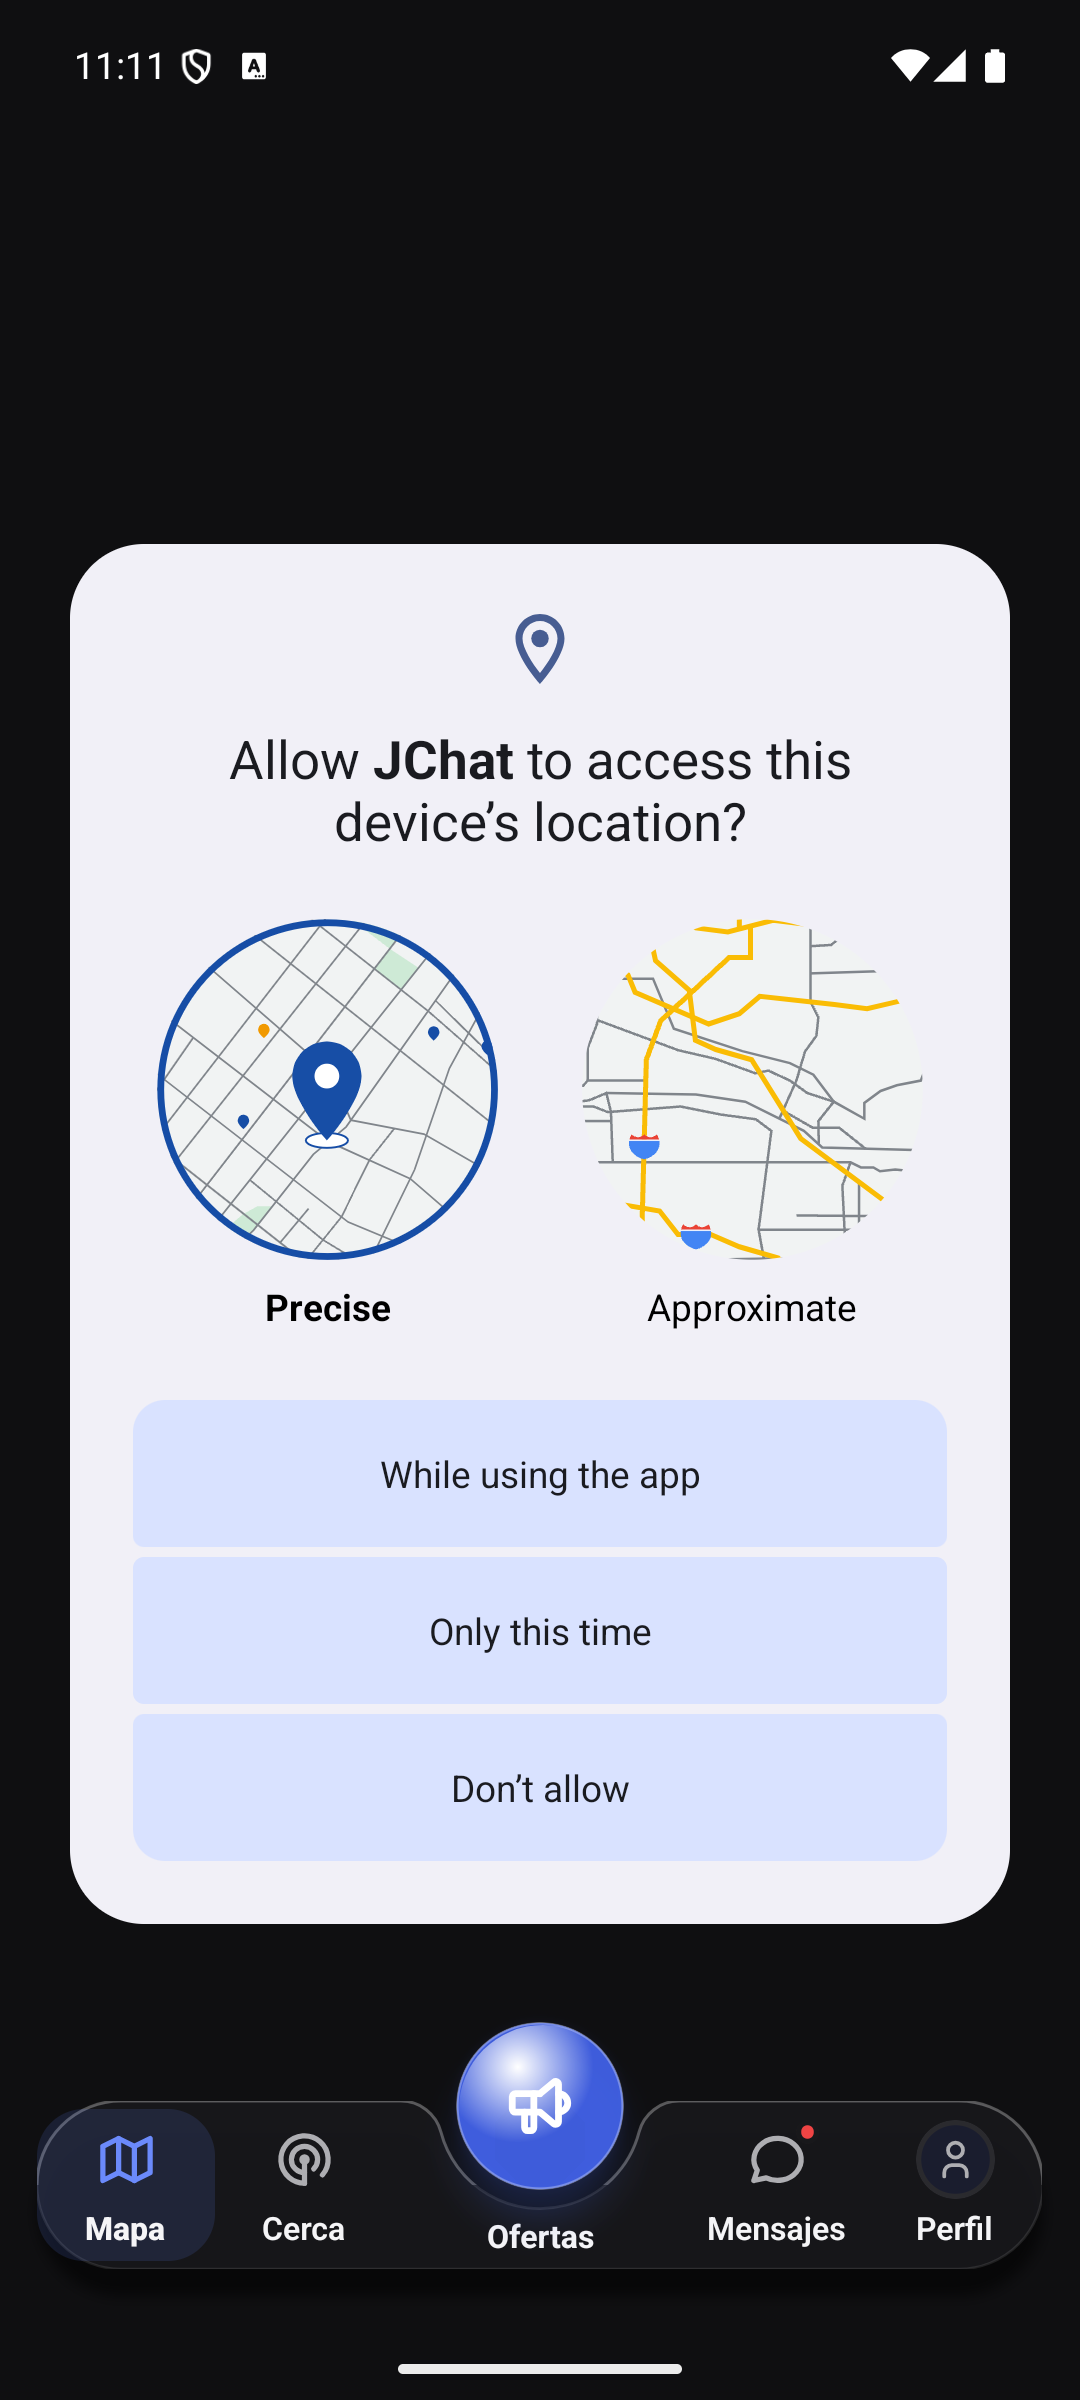 11:11
Allow JChat to access this
device’s location?
Precise
Approximate
While using the app
Only this time
Don’t allow
Mapa
Cerca
Ofertas
Mensajes
Perfil